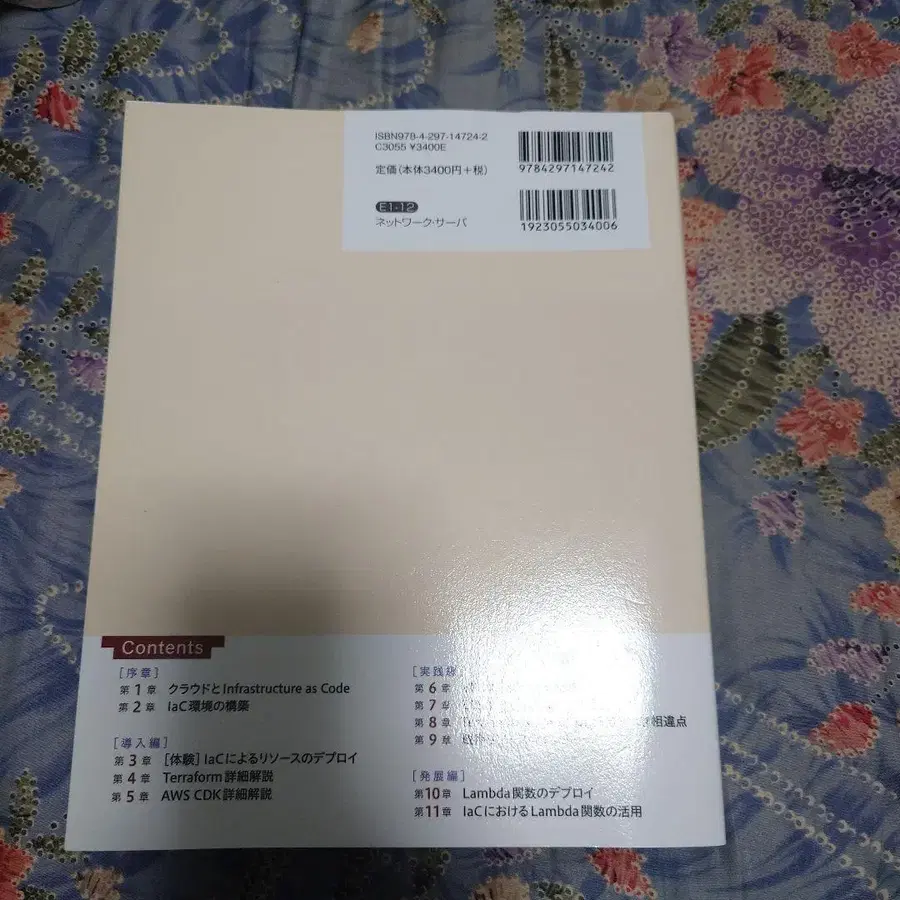 ISBN978-4-297-14724-2
C3055 ¥3400E
定価(本体3400円+税)
9784297147242
E1-12
ネットワーク・サーバ
1923055034006
Contents
[序章]
第1章 クラウドとInfrastructure as Code
第2章 IaC環境の構築
[導入編]
第3章 [体験]IaCによるリソースのデプロイ
第4章 Terraform詳細解説
第5章 AWS CDK詳細解説
[実践編]
第6章
第7章
第8章 相違点
第9章
[発展編]
第10章 Lambda関数のデプロイ
第11章 IaCにおけるLambda関数の活用